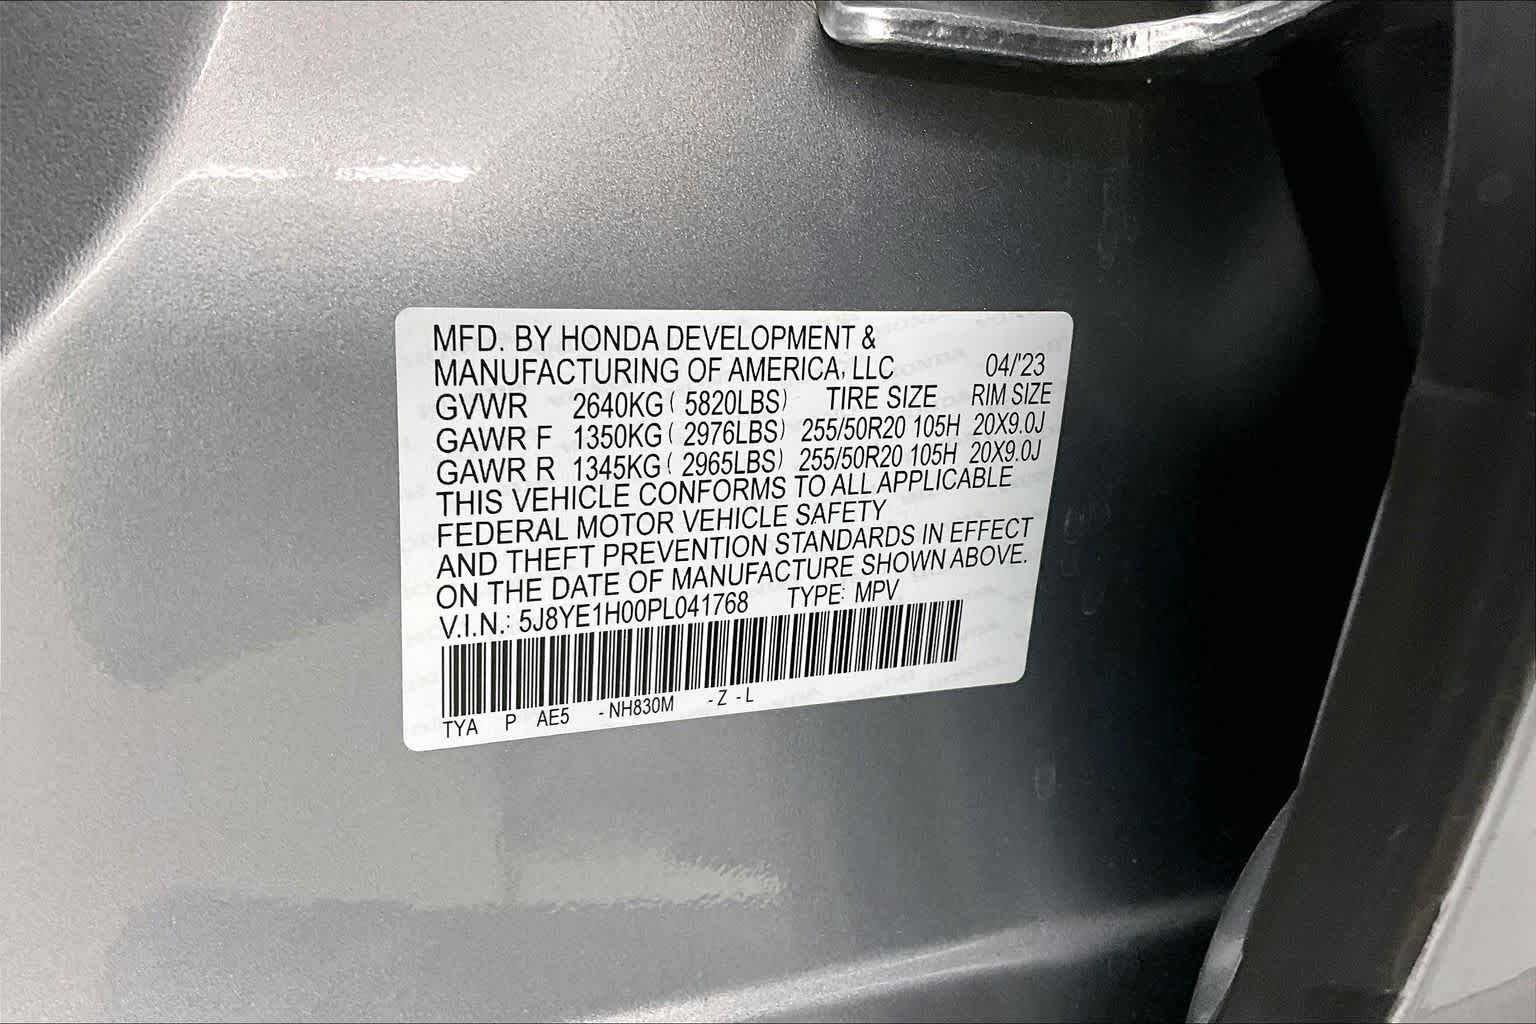 MFD. BY HONDA DEVELOPMENT &
MANUFACTURING OF AMERICA, LLC 04/'23
GVWR 2640KG ( 5820LBS) TIRE SIZE RIM SIZE
GAWR F 1350KG ( 2976LBS) 255/50R20 105H 20X9.0J
GAWR R 1345KG ( 2965LBS) 255/50R20 105H 20X9.0J
THIS VEHICLE CONFORMS TO ALL APPLICABLE
FEDERAL MOTOR VEHICLE SAFETY
AND THEFT PREVENTION STANDARDS IN EFFECT
ON THE DATE OF MANUFACTURE SHOWN ABOVE.
V.I.N.: 5J8YE1H00PL041768 TYPE: MPV
TYA P AE5 - NH830M - Z - L